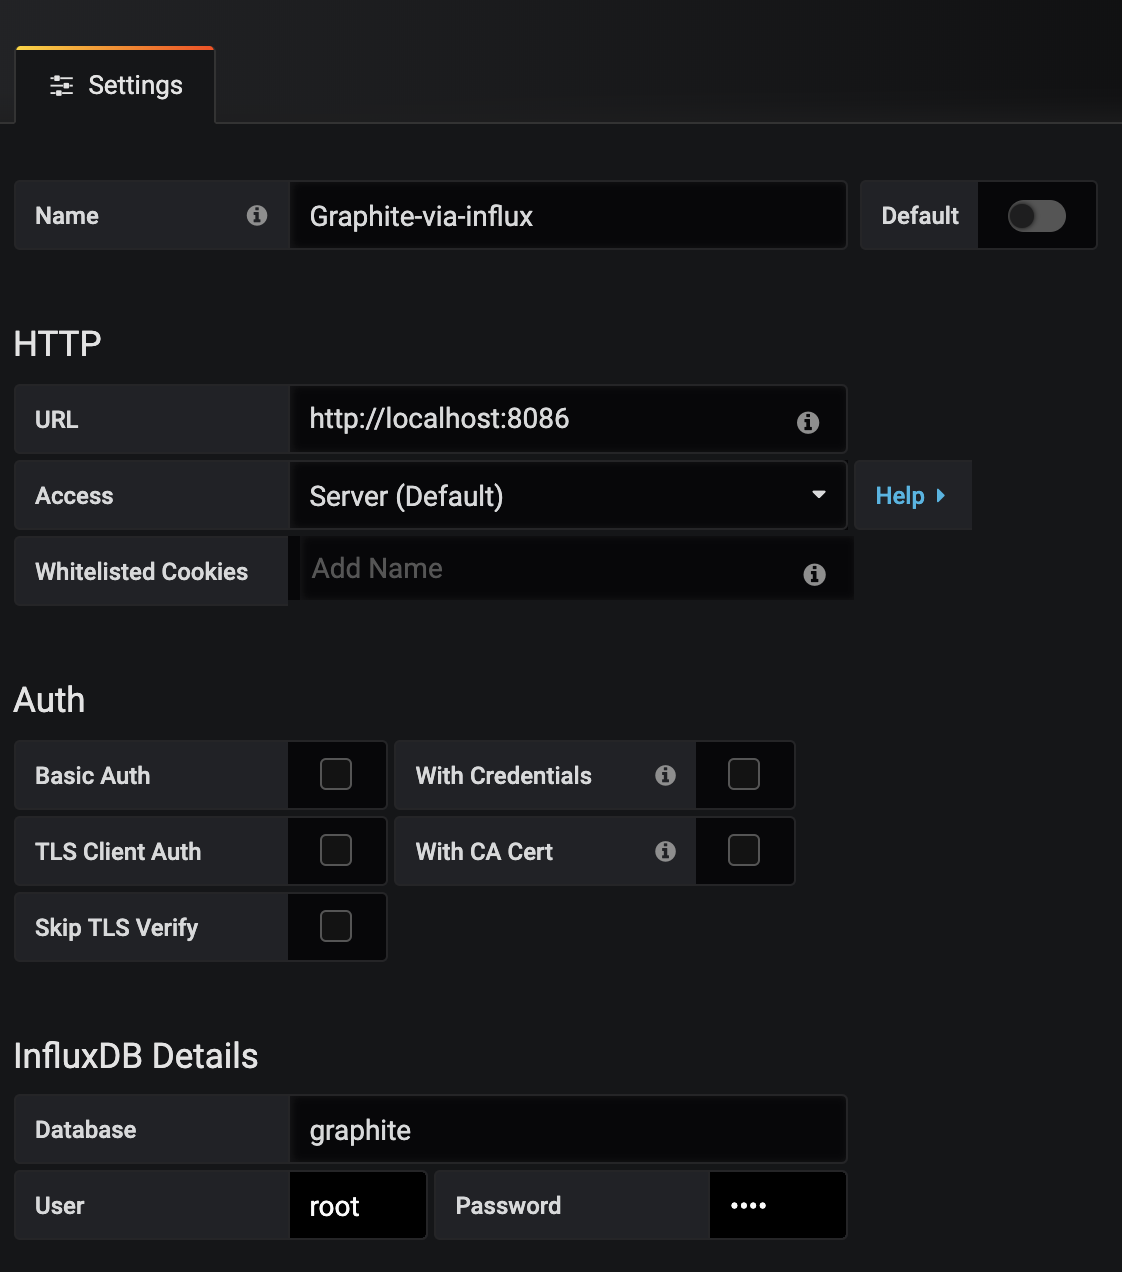 Settings
Name Graphite-via-influx Default
HTTP
URL http://localhost:8086
Access Server (Default) Help
Whitelisted Cookies Add Name
Auth
Basic Auth With Credentials
TLS Client Auth With CA Cert
Skip TLS Verify
InfluxDB Details
Database graphite
User root Password ••••